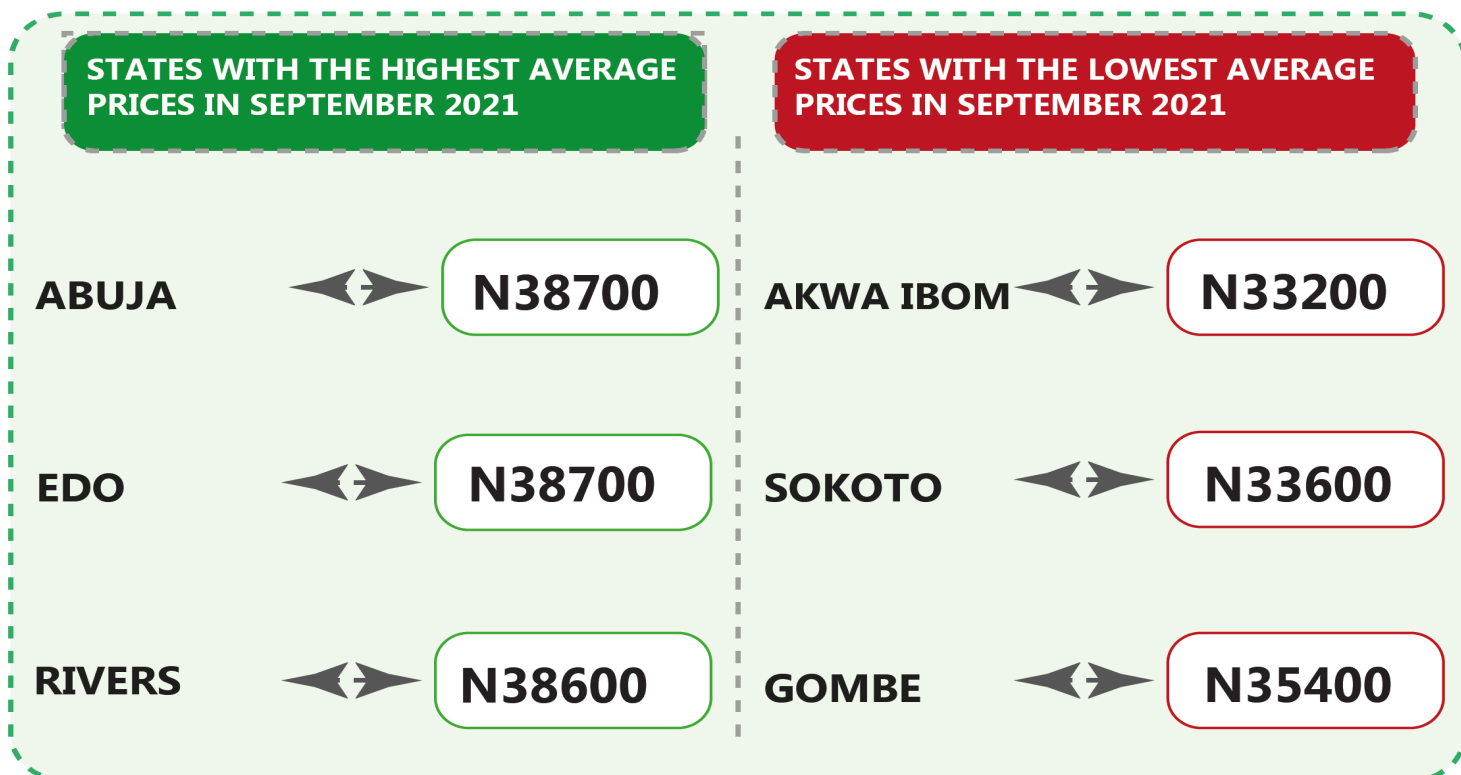 STATES WITH THE HIGHEST AVERAGE
PRICES IN SEPTEMBER 2021
ABUJA N38700
EDO N38700
RIVERS N38600
STATES WITH THE LOWEST AVERAGE
PRICES IN SEPTEMBER 2021
AKWA IBOM N33200
SOKOTO N33600
GOMBE N35400